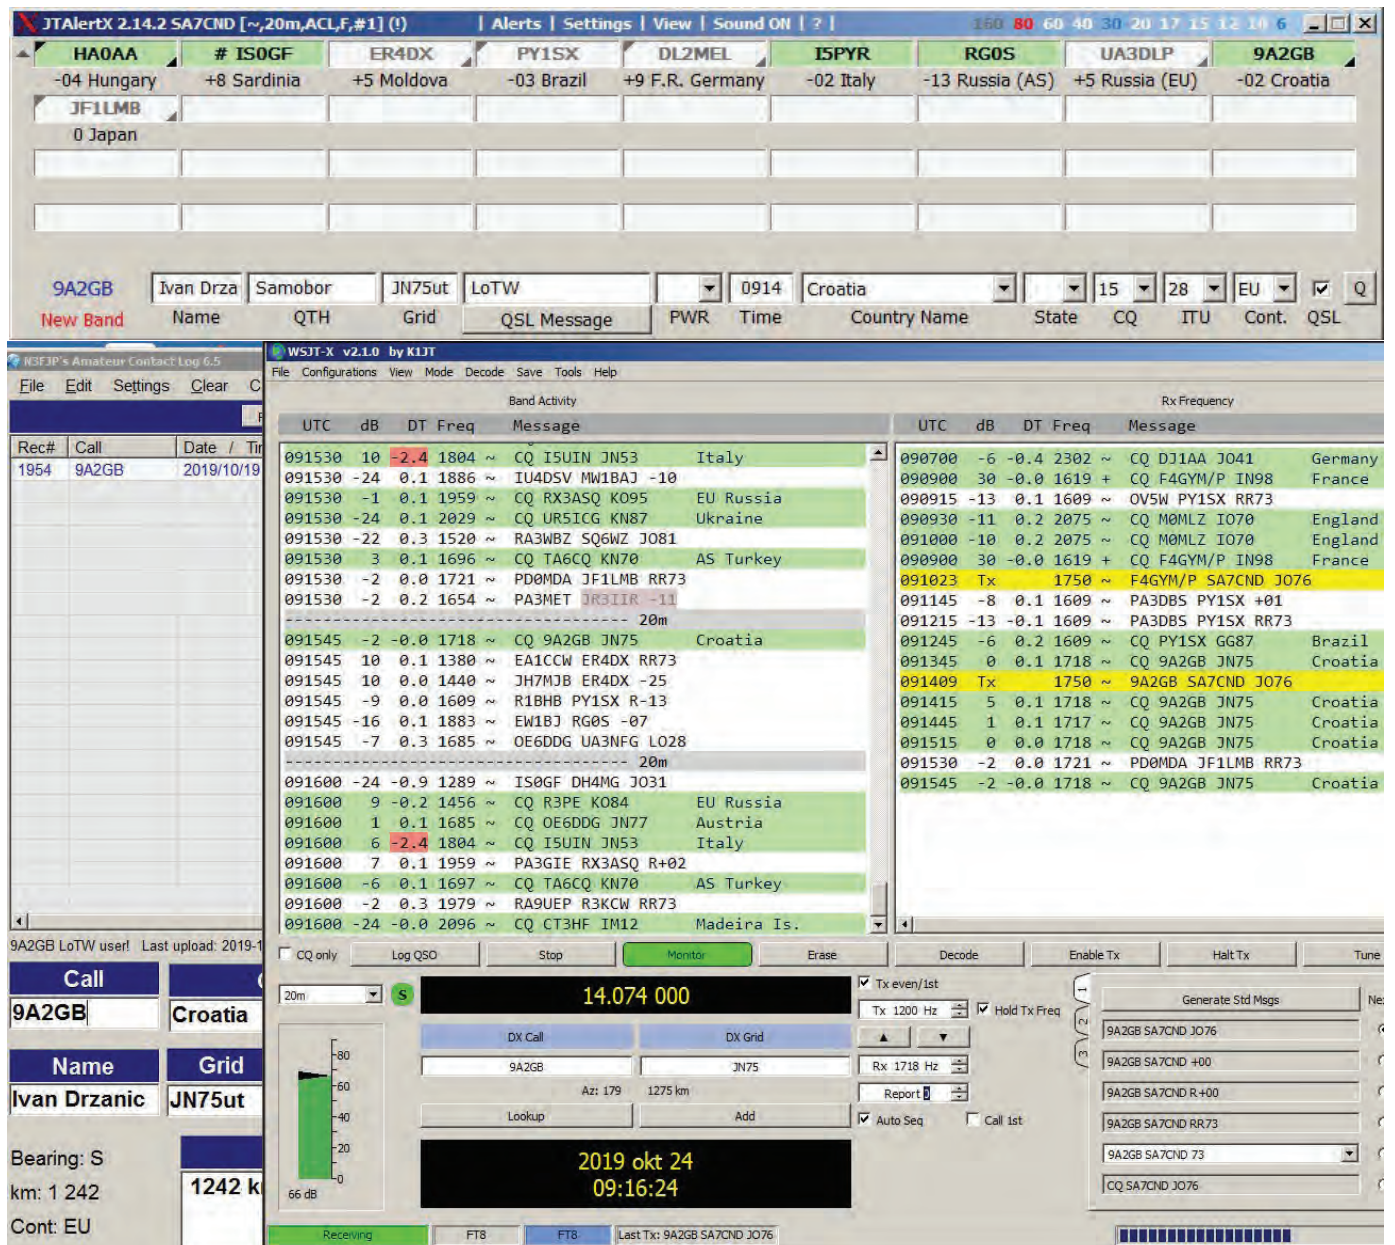 JTAlertX 2.14.2 SA7CND [~,20m,ACL,F,#1] (!) | Alerts | Settings | View | Sound ON | ? | 160 80 60 40 30 20 17 15 12 10 6
HA0AA # IS0GF ER4DX PY1SX DL2MEL I5PYR RG0S UA3DLP 9A2GB
-04 Hungary +8 Sardinia +5 Moldova -03 Brazil +9 F.R. Germany -02 Italy -13 Russia (AS) +5 Russia (EU) -02 Croatia
JF1LMB
0 Japan
9A2GB Ivan Drza Samobor JN75ut LoTW 0914 Croatia 15 28 EU Q
New Band Name QTH Grid QSL Message PWR Time Country Name State CQ ITU Cont. QSL
N3FJP's Amateur Contact Log 6.5
File Edit Settings Clear C
Rec# Call Date / Tir
1954 9A2GB 2019/10/19
9A2GB LoTW user! Last upload: 2019-1
Call
9A2GB Croatia
Name Grid
Ivan Drzanic JN75ut
Bearing: S
km: 1 242 1242 k
Cont: EU
WSJT-X v2.1.0 by K1JT
File Configurations View Mode Decode Save Tools Help
Band Activity
UTC dB DT Freq Message
091530 10 -2.4 1804 ~ CQ I5UIN JN53 Italy
091530 -24 0.1 1886 ~ IU4DSV MW1BAJ -10
091530 -1 0.1 1959 ~ CQ RX3ASQ KO95 EU Russia
091530 -24 0.1 2029 ~ CQ UR5ICG KN87 Ukraine
091530 -22 0.3 1520 ~ RA3WBZ SQ6WZ JO81
091530 3 0.1 1696 ~ CQ TA6CQ KN70 AS Turkey
091530 -2 0.0 1721 ~ PD0MDA JF1LMB RR73
091530 -2 0.2 1654 ~ PA3MET JR3IIR -11
------------------------------------ 20m
091545 -2 -0.0 1718 ~ CQ 9A2GB JN75 Croatia
091545 10 0.1 1380 ~ EA1CCW ER4DX RR73
091545 10 0.0 1440 ~ JH7MJB ER4DX -25
091545 -9 0.0 1609 ~ R1BHB PY1SX R-13
091545 -16 0.1 1883 ~ EW1BJ RG0S -07
091545 -7 0.3 1685 ~ OE6DDG UA3NFG LO28
------------------------------------ 20m
091600 -24 -0.9 1289 ~ IS0GF DH4MG JO31
091600 9 -0.2 1456 ~ CQ R3PE KO84 EU Russia
091600 1 0.1 1685 ~ CQ OE6DDG JN77 Austria
091600 6 -2.4 1804 ~ CQ I5UIN JN53 Italy
091600 7 0.1 1959 ~ PA3GIE RX3ASQ R+02
091600 -6 0.1 1697 ~ CQ TA6CQ KN70 AS Turkey
091600 -2 0.3 1979 ~ RA9UEP R3KCW RR73
091600 -24 -0.0 2096 ~ CQ CT3HF IM12 Madeira Is.
Rx Frequency
UTC dB DT Freq Message
090700 -6 -0.4 2302 ~ CQ DJ1AA JO41 Germany
090900 30 -0.0 1619 + CQ F4GYM/P IN98 France
090915 -13 0.1 1609 ~ OV5W PY1SX RR73
090930 -11 0.2 2075 ~ CQ M0MLZ IO70 England
091000 -10 0.2 2075 ~ CQ M0MLZ IO70 England
090900 30 -0.0 1619 + CQ F4GYM/P IN98 France
091023 Tx 1750 ~ F4GYM/P SA7CND JO76
091145 -8 0.1 1609 ~ PA3DBS PY1SX +01
091215 -13 -0.1 1609 ~ PA3DBS PY1SX RR73
091245 -6 0.2 1609 ~ CQ PY1SX GG87 Brazil
091345 0 0.1 1718 ~ CQ 9A2GB JN75 Croatia
091409 Tx 1750 ~ 9A2GB SA7CND JO76
091415 5 0.1 1718 ~ CQ 9A2GB JN75 Croatia
091445 1 0.1 1717 ~ CQ 9A2GB JN75 Croatia
091515 0 0.0 1718 ~ CQ 9A2GB JN75 Croatia
091530 -2 0.0 1721 ~ PD0MDA JF1LMB RR73
091545 -2 -0.0 1718 ~ CQ 9A2GB JN75 Croatia
CQ only Log QSO Stop Monitor Erase Decode Enable Tx Halt Tx Tune
20m S 14.074 000
DX Call DX Grid
9A2GB JN75
Az: 179 1275 km
Lookup Add
2019 okt 24
09:16:24
80
60
40
20
0
66 dB
Tx even/1st
Tx 1200 Hz Hold Tx Freq
Rx 1718 Hz
Report 0
Auto Seq Call 1st
1
2
3
Generate Std Msgs Ne
9A2GB SA7CND JO76
9A2GB SA7CND +00
9A2GB SA7CND R+00
9A2GB SA7CND RR73
9A2GB SA7CND 73
CQ SA7CND JO76
Receiving FT8 FT8 Last Tx: 9A2GB SA7CND JO76